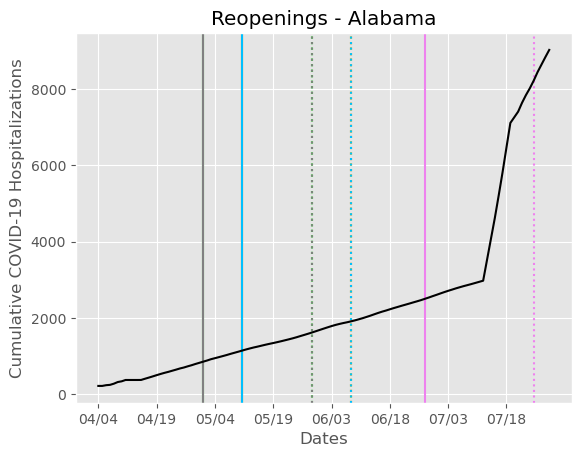 Reopenings - Alabama
Cumulative COVID-19 Hospitalizations
8000
6000
4000
2000
0
04/04 04/19 05/04 05/19 06/03 06/18 07/03 07/18
Dates